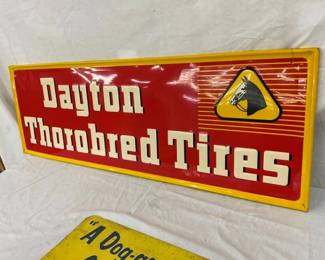 Dayton
Thorobred Tires
"A Dog-g